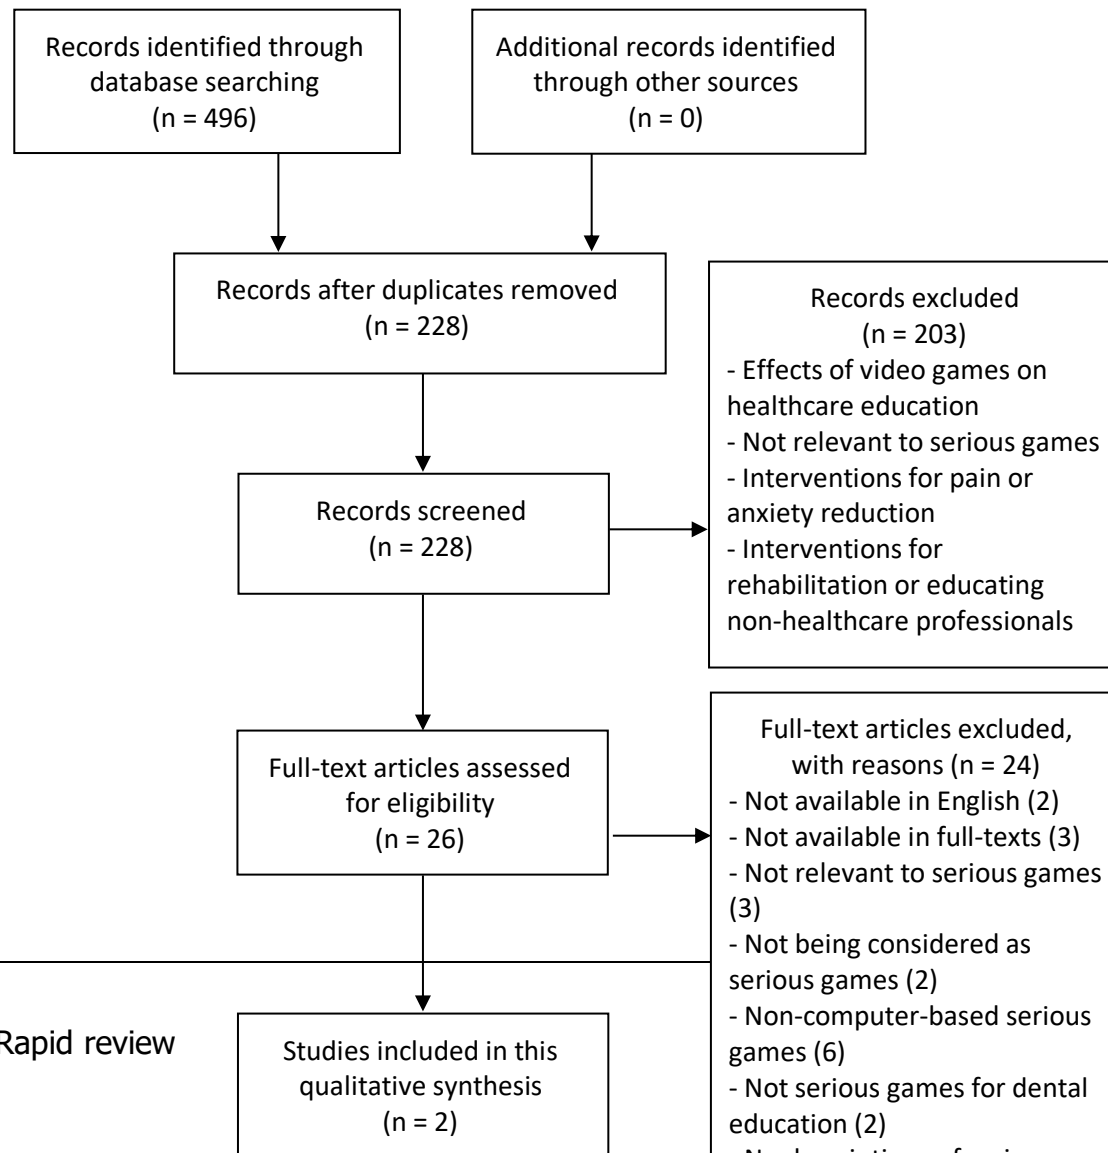 Records identified through
database searching
(n = 496)
Additional records identified
through other sources
(n = 0)
Records after duplicates removed
(n = 228)
Records excluded
(n = 203)
- Effects of video games on
healthcare education
- Not relevant to serious games
- Interventions for pain or
anxiety reduction
- Interventions for
rehabilitation or educating
non-healthcare professionals
Records screened
(n = 228)
Full-text articles assessed
for eligibility
(n = 26)
Full-text articles excluded,
with reasons (n = 24)
- Not available in English (2)
- Not available in full-texts (3)
- Not relevant to serious games
(3)
- Not being considered as
serious games (2)
- Non-computer-based serious
games (6)
- Not serious games for dental
education (2)
Rapid review
Studies included in this
qualitative synthesis
(n = 2)